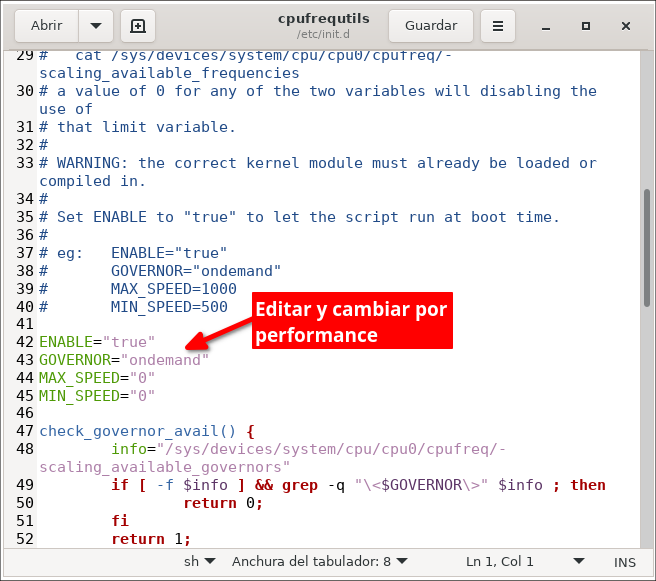 Abrir
cpufrequtils
/etc/init.d
Guardar
29 #   cat /sys/devices/system/cpu/cpu0/cpufreq/-
scaling_available_frequencies
30 # a value of 0 for any of the two variables will disabling the
use of
31 # that limit variable.
32 #
33 # WARNING: the correct kernel module must already be loaded or
compiled in.
34 #
35 # Set ENABLE to "true" to let the script run at boot time.
36 #
37 # eg:   ENABLE="true"
38 #       GOVERNOR="ondemand"
39 #       MAX_SPEED=1000
40 #       MIN_SPEED=500
Editar y cambiar por
performance
41
42 ENABLE="true"
43 GOVERNOR="ondemand"
44 MAX_SPEED="0"
45 MIN_SPEED="0"
46
47 check_governor_avail() {
48         info="/sys/devices/system/cpu/cpu0/cpufreq/-
scaling_available_governors"
49         if [ -f $info ] && grep -q "\<$GOVERNOR\>" $info ; then
50                 return 0;
51         fi
52         return 1;
sh
Anchura del tabulador: 8
Ln 1, Col 1
INS